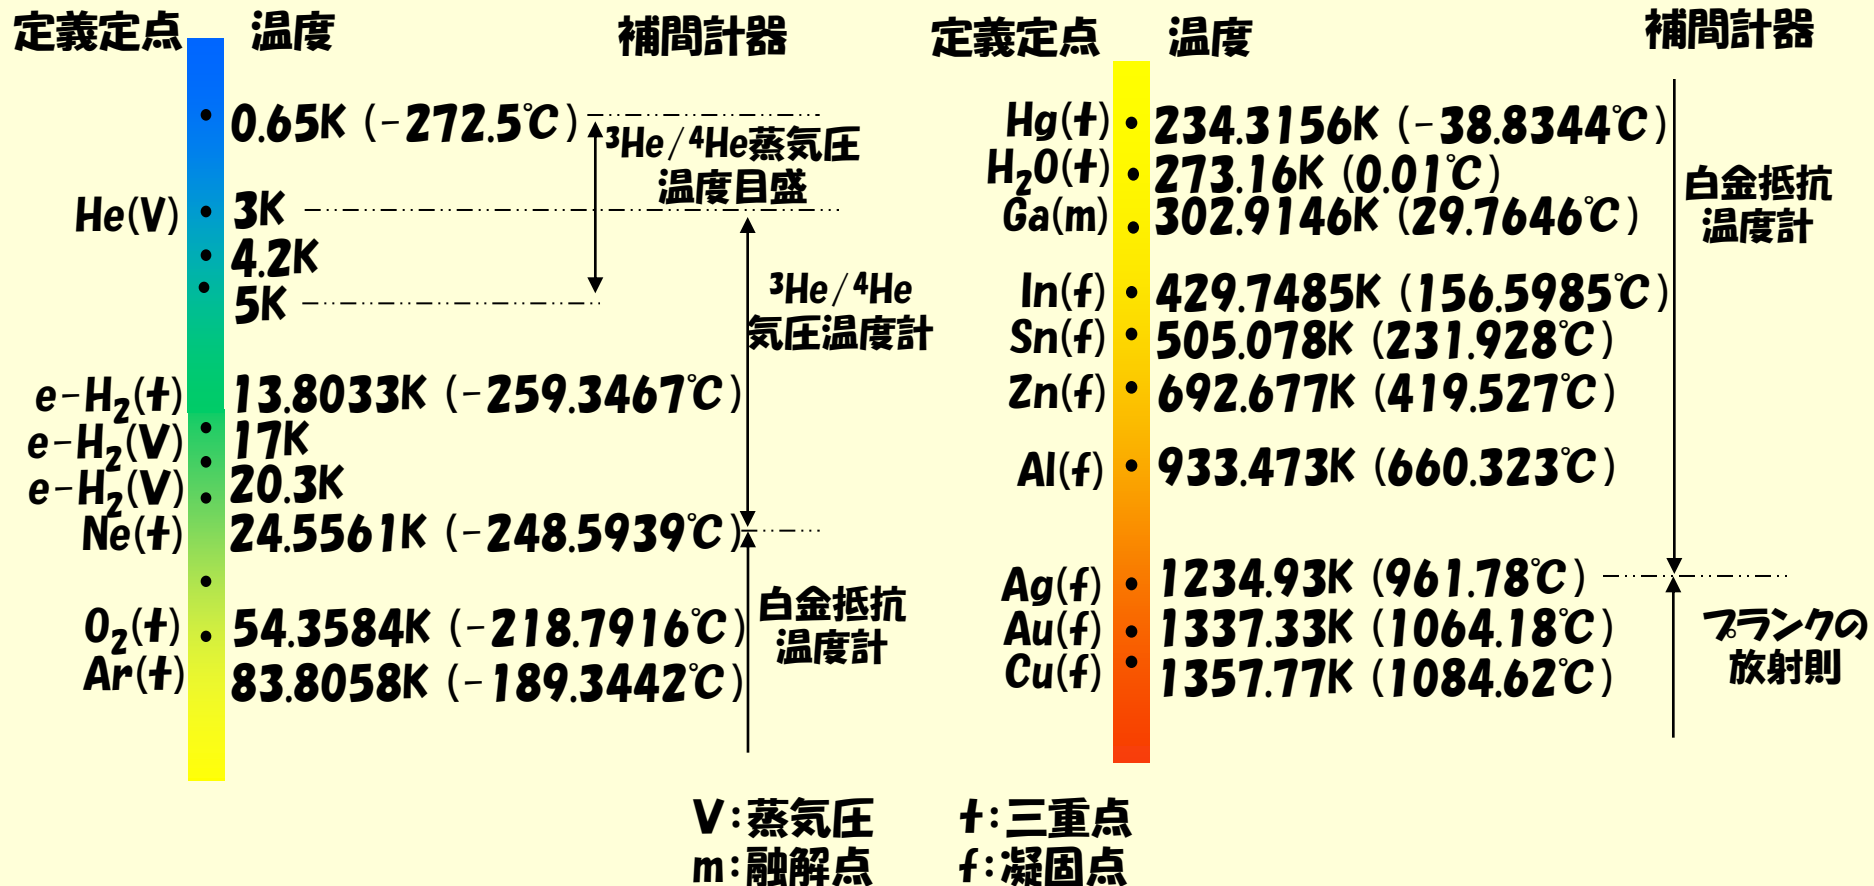 定義定点 温度 補間計器
0.65K (-272.5℃)
³He/⁴He蒸気圧
温度目盛
He(V) 3K
4.2K
5K
³He/⁴He
気圧温度計
e-H₂(t) 13.8033K (-259.3467℃)
e-H₂(V) 17K
e-H₂(V) 20.3K
Ne(t) 24.5561K (-248.5939℃)
白金抵抗
温度計
O₂(t) 54.3584K (-218.7916℃)
Ar(t) 83.8058K (-189.3442℃)
定義定点 温度 補間計器
Hg(t) 234.3156K (-38.8344℃)
H₂O(t) 273.16K (0.01℃)
Ga(m) 302.9146K (29.7646℃)
白金抵抗
温度計
In(f) 429.7485K (156.5985℃)
Sn(f) 505.078K (231.928℃)
Zn(f) 692.677K (419.527℃)
Al(f) 933.473K (660.323℃)
Ag(f) 1234.93K (961.78℃)
Au(f) 1337.33K (1064.18℃)
Cu(f) 1357.77K (1084.62℃)
プランクの
放射則
V:蒸気圧 t:三重点
m:融解点 f:凝固点